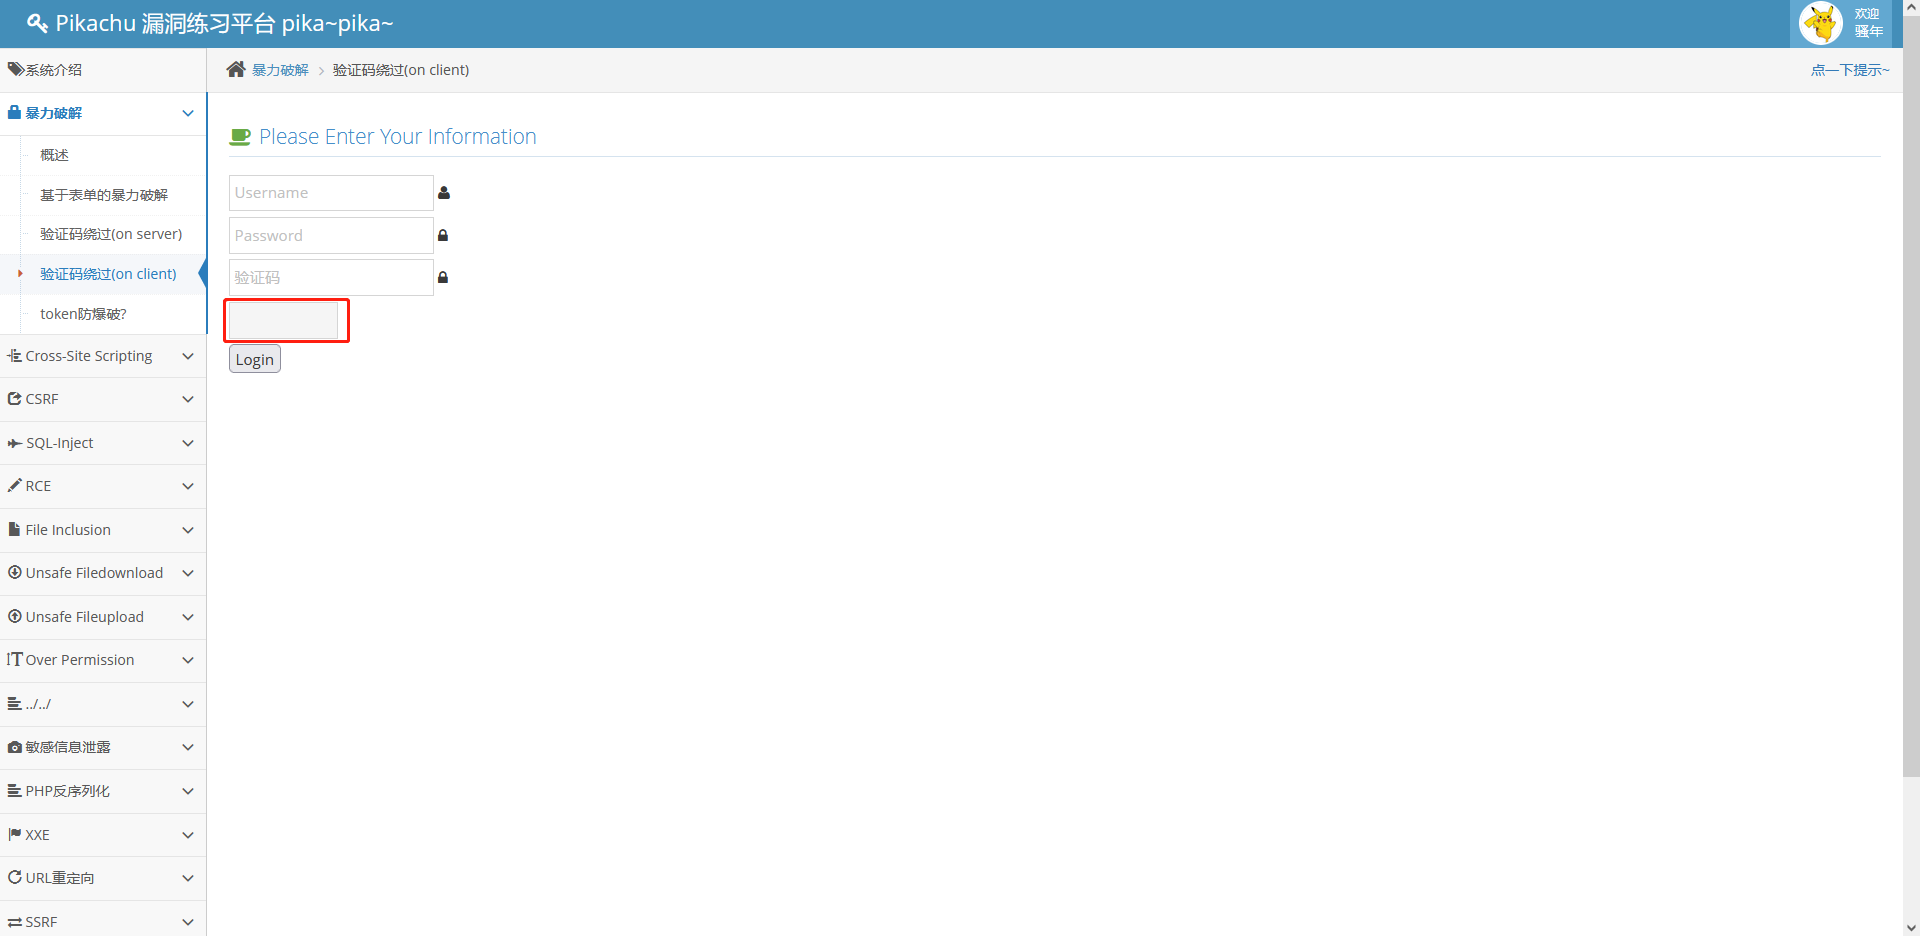 Pikachu 漏洞练习平台 pika~pika~
欢迎
骚年
系统介绍
暴力破解
概述
基于表单的暴力破解
验证码绕过(on server)
验证码绕过(on client)
token防爆破?
Cross-Site Scripting
CSRF
SQL-Inject
RCE
File Inclusion
Unsafe Filedownload
Unsafe Fileupload
Over Permission
../../
敏感信息泄露
PHP反序列化
XXE
URL重定向
SSRF
暴力破解 > 验证码绕过(on client)
点一下提示~
Please Enter Your Information
Username
Password
验证码
Login